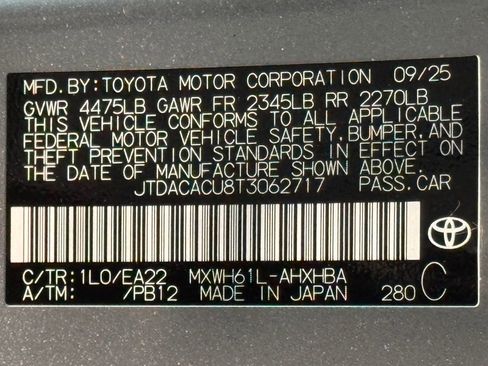 MFD.BY:TOYOTA MOTOR CORPORATION 09/25
GVWR 4475LB GAWR FR 2345LB RR 2270LB
THIS VEHICLE CONFORMS TO ALL APPLICABLE
FEDERAL MOTOR VEHICLE SAFETY,BUMPER,AND
THEFT PREVENTION STANDARDS IN EFFECT ON
THE DATE OF MANUFACTURE SHOWN ABOVE.
JTDACACU8T3062717 PASS.CAR
C/TR:1L0/EA22 MXWH61L-AHXHBA
A/TM: /PB12 MADE IN JAPAN 280 C